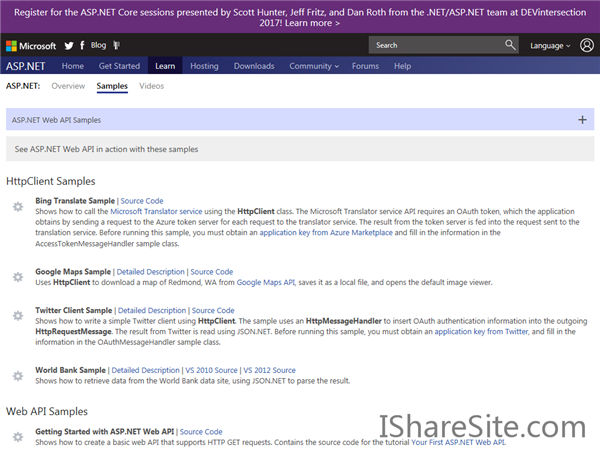 Register for the ASP.NET Core sessions presented by Scott Hunter, Jeff Fritz, and Dan Roth from the .NET/ASP.NET team at DEVintersection
2017! Learn more >
Microsoft Blog Search Language
ASP.NET Home Get Started Learn Hosting Downloads Community Forums Help
ASP.NET: Overview Samples Videos
ASP.NET Web API Samples +
See ASP.NET Web API in action with these samples
HttpClient Samples
Bing Translate Sample | Source Code
Shows how to call the Microsoft Translator service using the HttpClient class. The Microsoft Translator service API requires an OAuth token, which the application
obtains by sending a request to the Azure token server for each request to the translator service. The result from the token server is fed into the request sent to the
translation service. Before running this sample, you must obtain an application key from Azure Marketplace and fill in the information in the
AccessTokenMessageHandler sample class.
Google Maps Sample | Detailed Description | Source Code
Uses HttpClient to download a map of Redmond, WA from Google Maps API, saves it as a local file, and opens the default image viewer.
Twitter Client Sample | Detailed Description | Source Code
Shows how to write a simple Twitter client using HttpClient. The sample uses an HttpMessageHandler to insert OAuth authentication information into the outgoing
HttpRequestMessage. The result from Twitter is read using JSON.NET. Before running this sample, you must obtain an application key from Twitter, and fill in the
information in the OAuthMessageHandler sample class.
World Bank Sample | Detailed Description | VS 2010 Source | VS 2012 Source
Shows how to retrieve data from the World Bank data site, using JSON.NET to parse the result.
Web API Samples
Getting Started with ASP.NET Web API | Source Code
Shows how to create a basic web API that supports HTTP GET requests. Contains the source code for the tutorial Your First ASP.NET Web API.
IShareSite.com